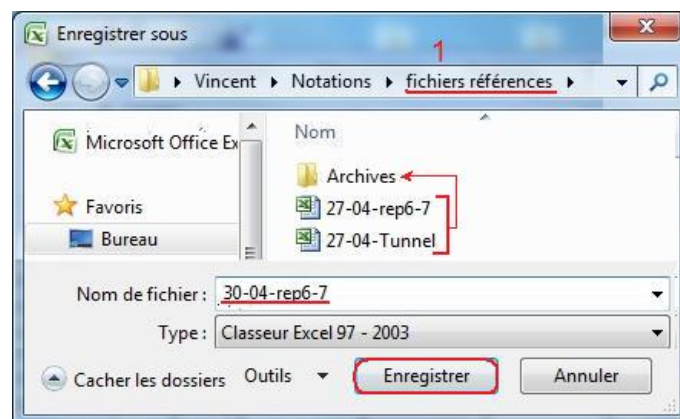 Enregistrer sous
1
Vincent Notations fichiers références
Microsoft Office Ex
Nom
Archives
Favoris
27-04-rep6-7
Bureau
27-04-Tunnel
Nom de fichier : 30-04-rep6-7
Type : Classeur Excel 97 - 2003
Cacher les dossiers Outils Enregistrer Annuler